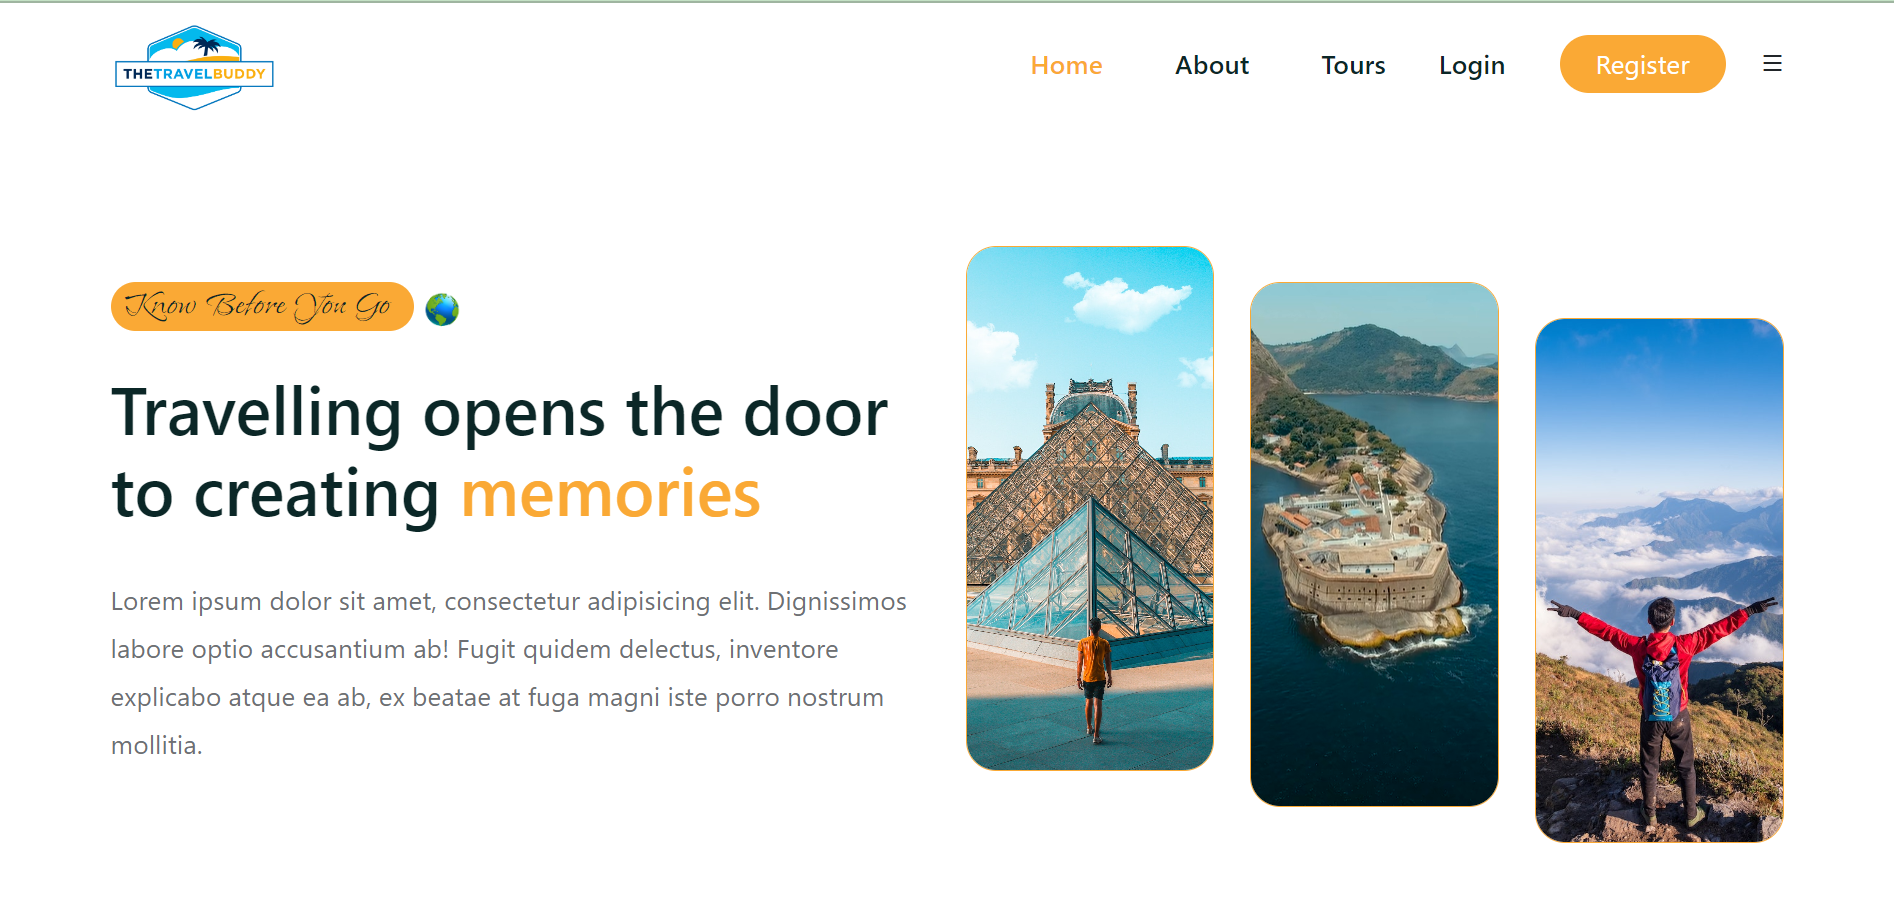 THETRAVELBUDDY
Home About Tours Login Register
Know Before You Go
Travelling opens the door
to creating memories
Lorem ipsum dolor sit amet, consectetur adipisicing elit. Dignissimos
labore optio accusantium ab! Fugit quidem delectus, inventore
explicabo atque ea ab, ex beatae at fuga magni iste porro nostrum
mollitia.